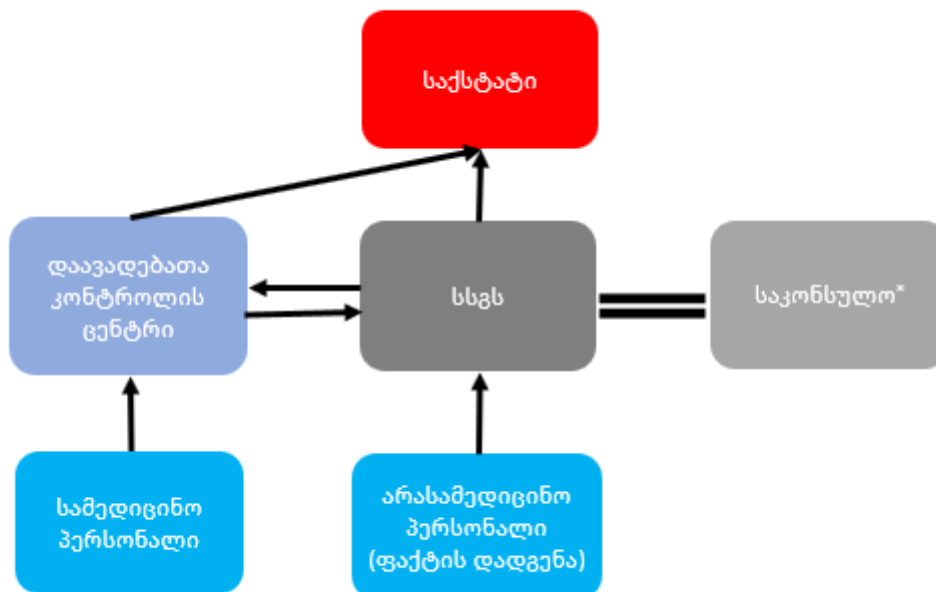 საქსტატი
დაავადებათა
კონტროლის
ცენტრი
სსგს
საკონსულო*
სამედიცინო
პერსონალი
არასამედიცინო
პერსონალი
(ფაქტის დადგენა)